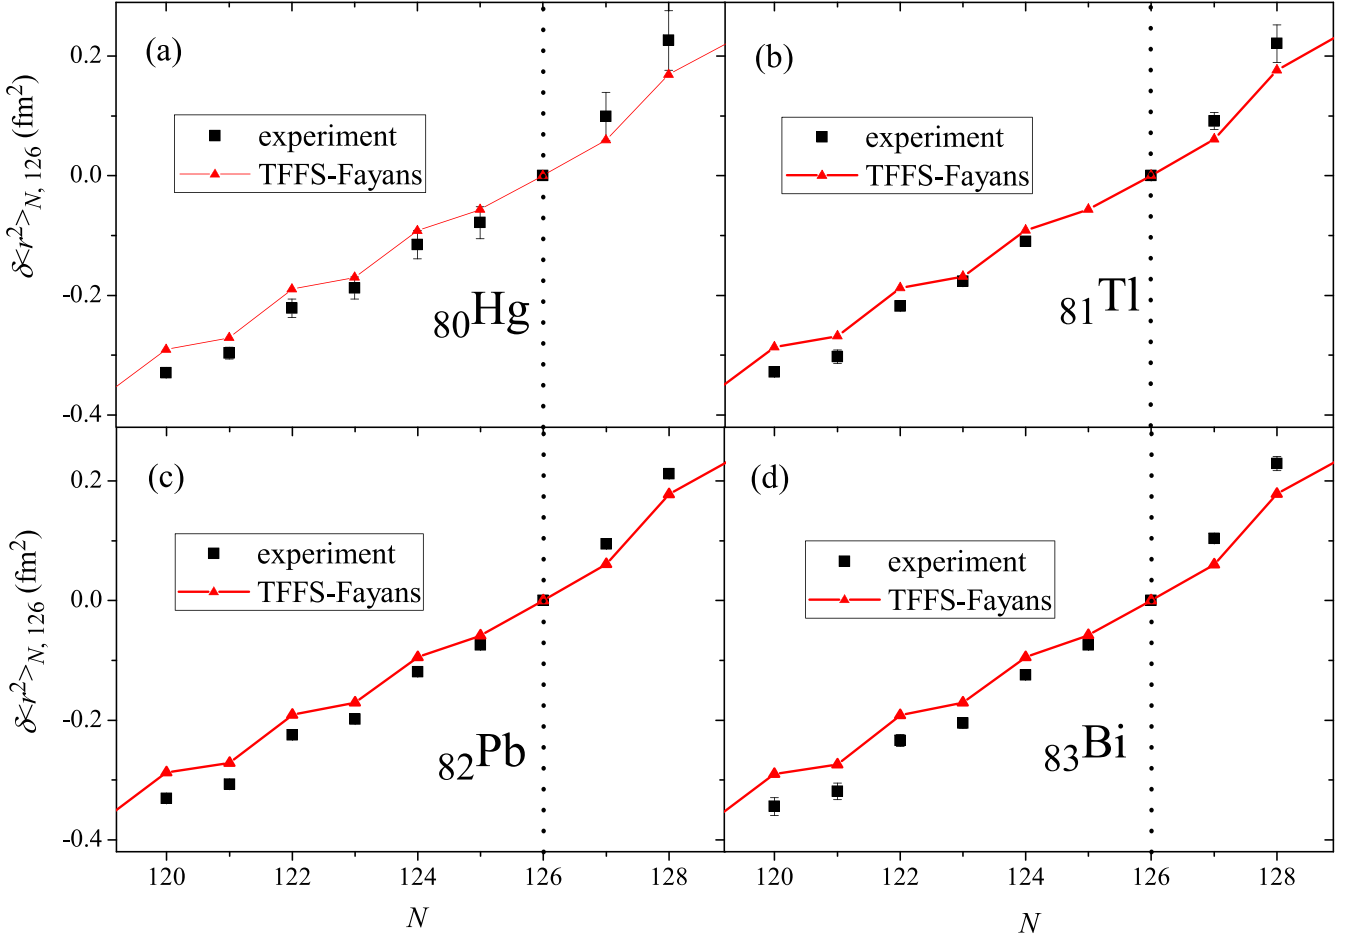 (a)
0.2
0.0
-0.2
-0.4
δ<r²>N, 126 (fm²)
experiment
TFFS-Fayans
80Hg
(b)
experiment
TFFS-Fayans
81Tl
(c)
0.2
0.0
-0.2
-0.4
δ<r²>N, 126 (fm²)
experiment
TFFS-Fayans
82Pb
120 122 124 126 128
N
(d)
experiment
TFFS-Fayans
83Bi
120 122 124 126 128
N